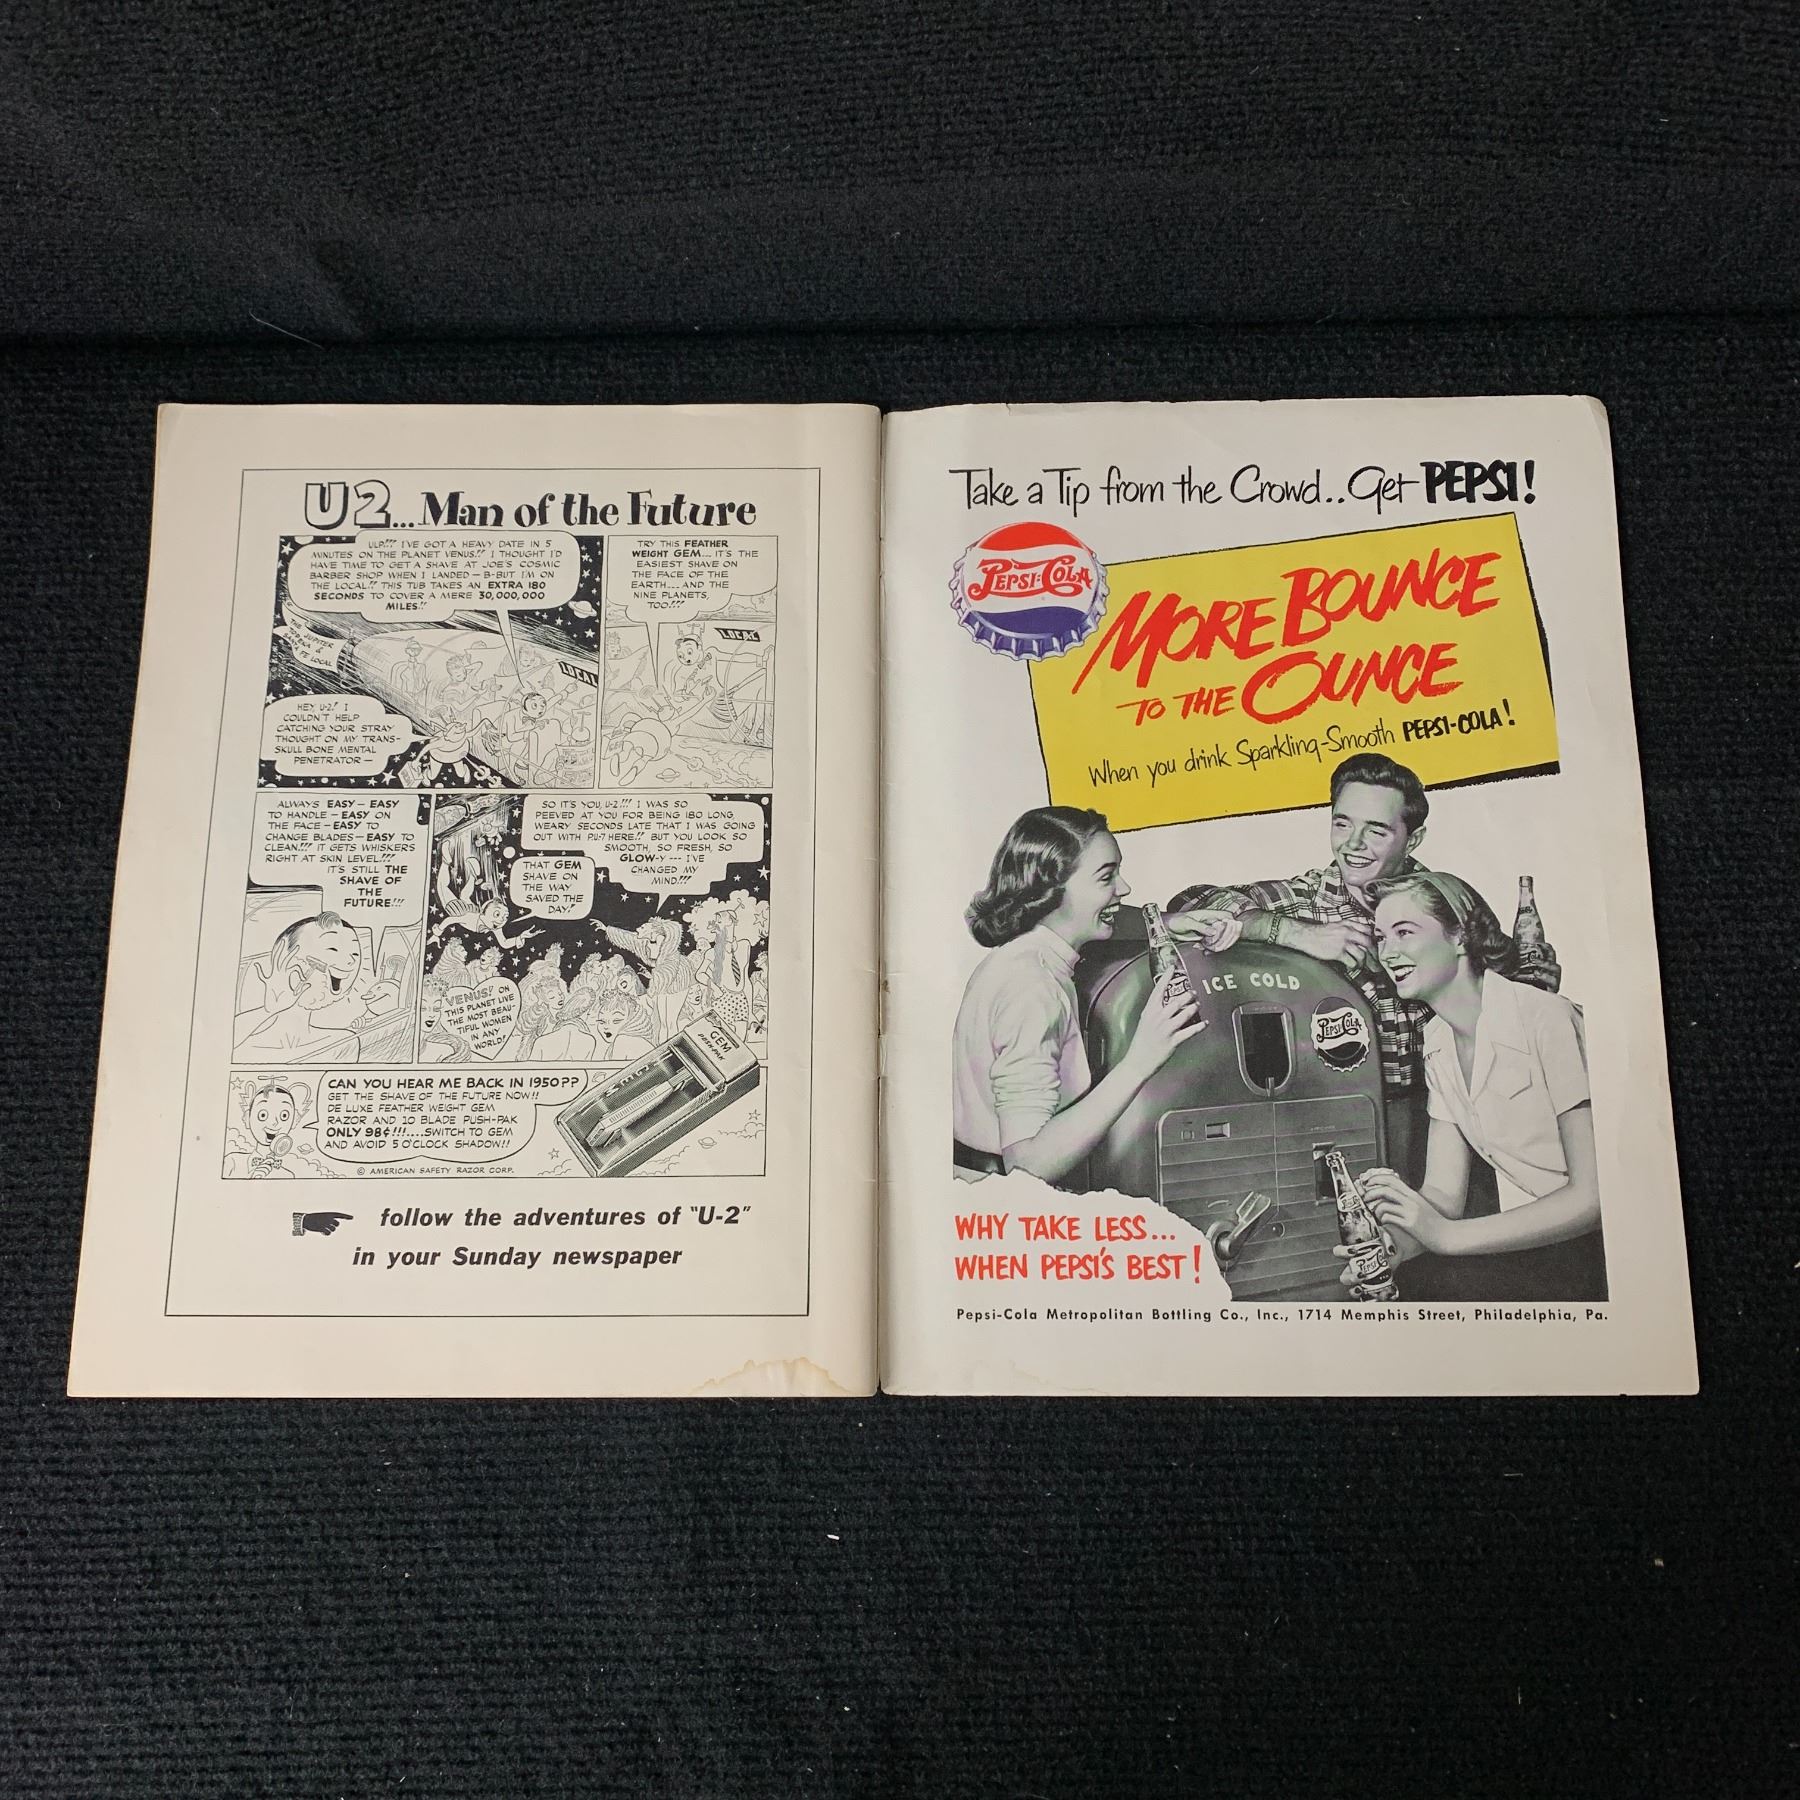 U2...Man of the Future
ULP!!! I'VE GOT A HEAVY DATE IN 5
MINUTES ON THE PLANET VENUS!! I THOUGHT I'D
HAVE TIME TO GET A SHAVE AT JOE'S COSMIC
BARBER SHOP WHEN I LANDED — B-BUT I'M ON
THE LOCAL!! THIS TUB TAKES AN EXTRA 180
SECONDS TO COVER A MERE 30,000,000
MILES!!
THE JUPITER
TOPEKA &
SANTA FE LOCAL
LOCAL
HEY, U-2! I
COULDN'T HELP
CATCHING YOUR STRAY
THOUGHT ON MY TRANS-
SKULL BONE MENTAL
PENETRATOR —
TRY THIS FEATHER
WEIGHT GEM... IT'S THE
EASIEST SHAVE ON
THE FACE OF THE
EARTH.... AND THE
NINE PLANETS,
TOO!!!
LOCAL
ALWAYS EASY — EASY
TO HANDLE — EASY ON
THE FACE — EASY TO
CHANGE BLADES — EASY TO
CLEAN!!! IT GETS WHISKERS
RIGHT AT SKIN LEVEL!!!
IT'S STILL THE
SHAVE OF
THE
FUTURE!!!
SO IT'S YOU, U-2!!! I WAS SO
PEEVED AT YOU FOR BEING 180 LONG,
WEARY SECONDS LATE THAT I WAS GOING
OUT WITH PU-7 HERE!! BUT YOU LOOK SO
SMOOTH, SO FRESH, SO
GLOW-Y --- I'VE
CHANGED MY
MIND!!!
THAT GEM
SHAVE ON
THE WAY
SAVED THE
DAY!
VENUS! ON
THIS PLANET LIVE
THE MOST BEAU-
TIFUL WOMEN
IN ANY
WORLD!
GEM
PUSH-PAK
CAN YOU HEAR ME BACK IN 1950??
GET THE SHAVE OF THE FUTURE NOW!!
DE LUXE FEATHER WEIGHT GEM
RAZOR AND 10 BLADE PUSH-PAK
ONLY 98¢!!!....SWITCH TO GEM
AND AVOID 5 O'CLOCK SHADOW!!
© AMERICAN SAFETY RAZOR CORP.
follow the adventures of "U-2"
in your Sunday newspaper
Take a Tip from the Crowd..Get PEPSI!
PEPSI-COLA
MORE BOUNCE
TO THE OUNCE
When you drink Sparkling-Smooth PEPSI-COLA!
ICE COLD
PEPSI-COLA
WHY TAKE LESS...
WHEN PEPSI'S BEST!
Pepsi-Cola Metropolitan Bottling Co., Inc., 1714 Memphis Street, Philadelphia, Pa.